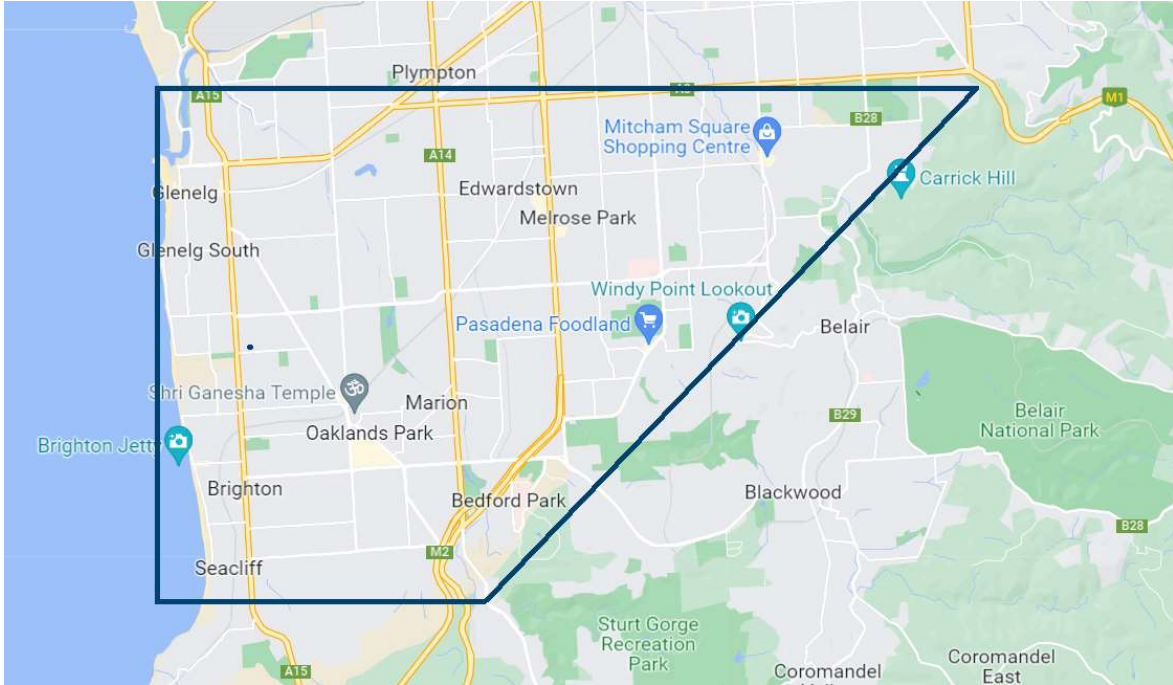 Plympton
A15
A3
M1
B28
Mitcham Square
Shopping Centre
A14
Carrick Hill
Glenelg
Edwardstown
Melrose Park
Glenelg South
Windy Point Lookout
Pasadena Foodland
Belair
Shri Ganesha Temple
ॐ
Marion
Oaklands Park
B29
Belair
National Park
Brighton Jetty
Brighton
Bedford Park
Blackwood
B28
M2
Seacliff
Sturt Gorge
Recreation
Park
A15
Coromandel
Coromandel
East